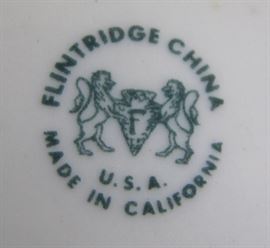 FLINTRIDGE CHINA
F
U.S.A.
MADE IN CALIFORNIA